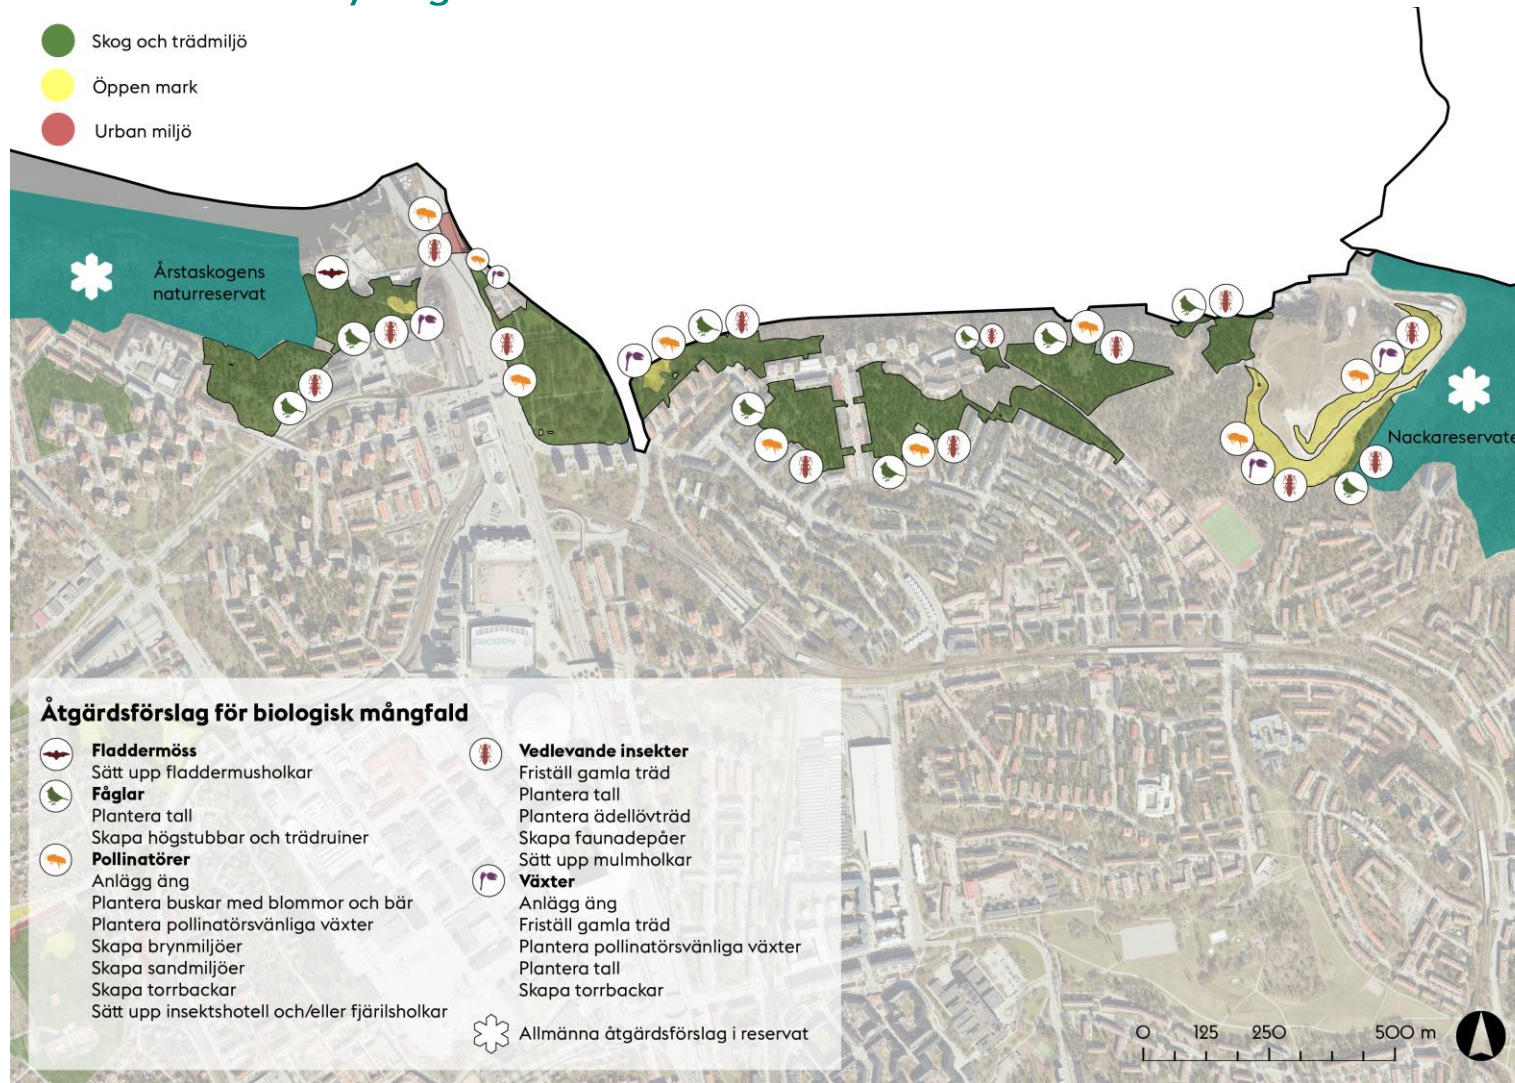 Skog och trädmiljö
Öppen mark
Urban miljö
Årstaskogens
naturreservat
Nackareservate
ERICSSON
Åtgärdsförslag för biologisk mångfald
Fladdermöss
Sätt upp fladdermusholkar
Fåglar
Plantera tall
Skapa högstubbar och trädruiner
Pollinatörer
Anlägg äng
Plantera buskar med blommor och bär
Plantera pollinatörsvänliga växter
Skapa brynmiljöer
Skapa sandmiljöer
Skapa torrbackar
Sätt upp insektshotell och/eller fjärilsholkar
Vedlevande insekter
Friställ gamla träd
Plantera tall
Plantera ädellövträd
Skapa faunadepåer
Sätt upp mulmholkar
Växter
Anlägg äng
Friställ gamla träd
Plantera pollinatörsvänliga växter
Plantera tall
Skapa torrbackar
Allmänna åtgärdsförslag i reservat
0 125 250 500 m